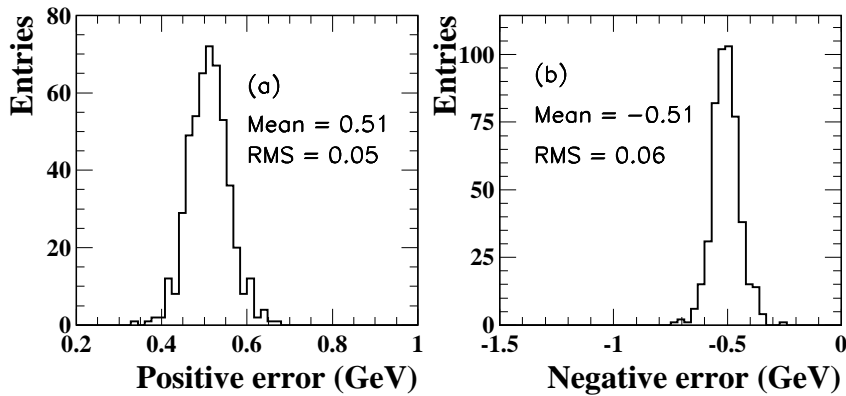 Entries
80
60
40
20
0
(a)
Mean = 0.51
RMS = 0.05
0.2 0.4 0.6 0.8 1
Positive error (GeV)
Entries
100
75
50
25
0
(b)
Mean = −0.51
RMS = 0.06
-1.5 -1 -0.5 0
Negative error (GeV)